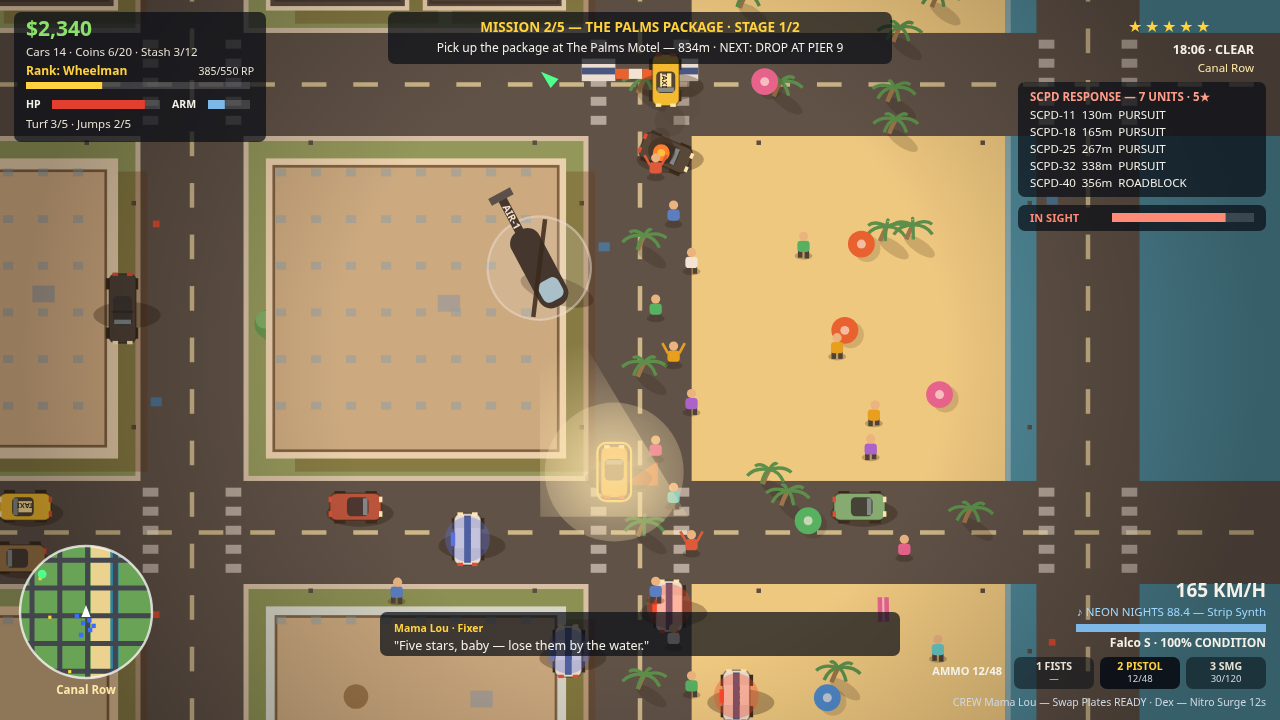 $2,340
Cars 14 · Coins 6/20 · Stash 3/12
Rank: Wheelman 385/550 RP
HP ARM
Turf 3/5 · Jumps 2/5
MISSION 2/5 — THE PALMS PACKAGE · STAGE 1/2
Pick up the package at The Palms Motel — 834m · NEXT: DROP AT PIER 9
★★★★★
18:06 · CLEAR
Canal Row
SCPD RESPONSE — 7 UNITS · 5★
SCPD-11 130m PURSUIT
SCPD-18 165m PURSUIT
SCPD-25 267m PURSUIT
SCPD-32 338m PURSUIT
SCPD-40 356m ROADBLOCK
IN SIGHT
TAXI
AIR-1
TAXI
Canal Row
Mama Lou · Fixer
"Five stars, baby — lose them by the water."
165 KM/H
♪ NEON NIGHTS 88.4 — Strip Synth
Falco S · 100% CONDITION
AMMO 12/48
1 FISTS
—
2 PISTOL
12/48
3 SMG
30/120
CREW Mama Lou — Swap Plates READY · Dex — Nitro Surge 12s